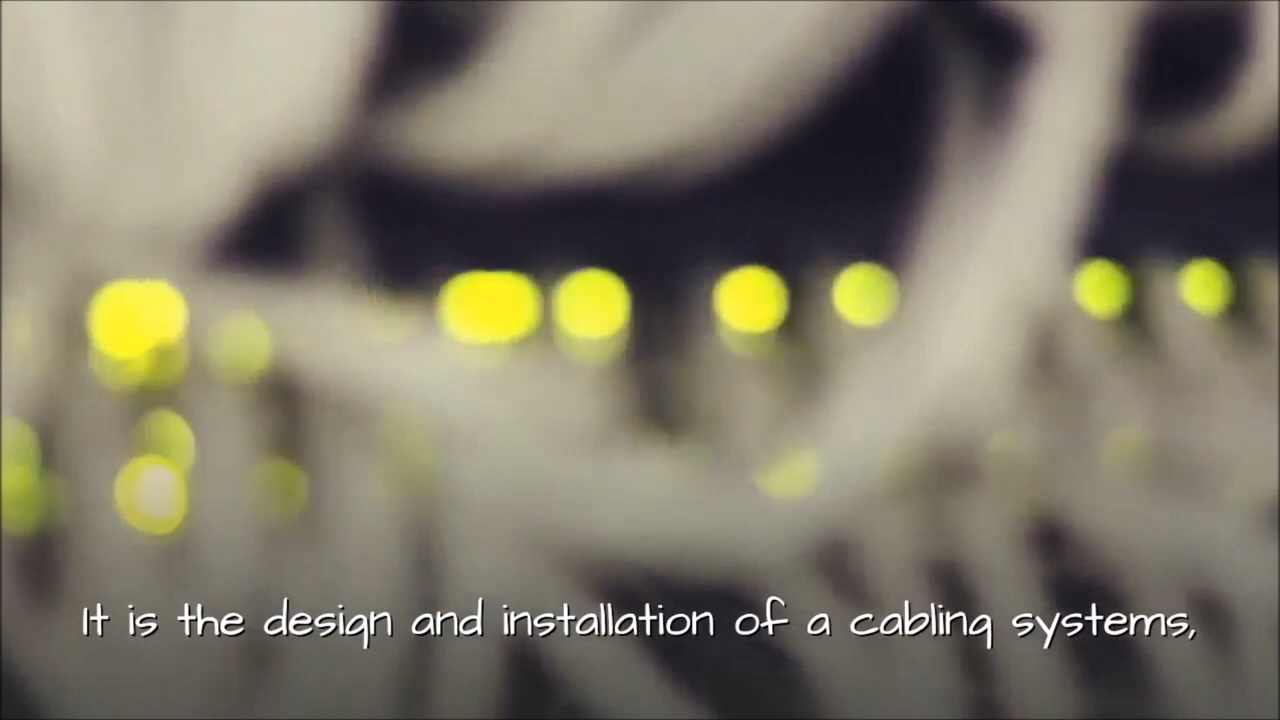 It is the design and installation of a cabling systems,